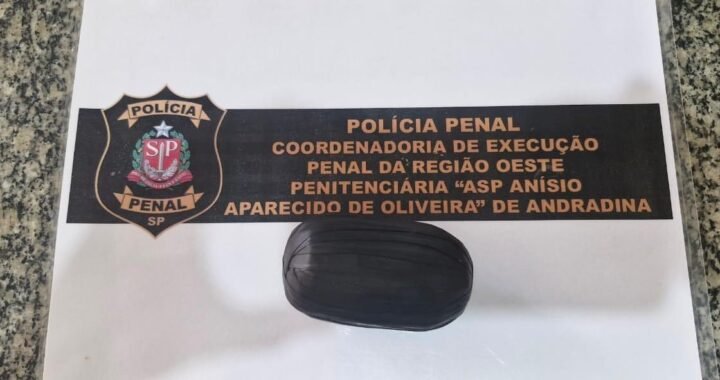 POLÍCIA
SP
PENAL
SP
POLÍCIA PENAL
COORDENADORIA DE EXECUÇÃO
PENAL DA REGIÃO OESTE
PENITENCIÁRIA “ASP ANÍSIO
APARECIDO DE OLIVEIRA” DE ANDRADINA